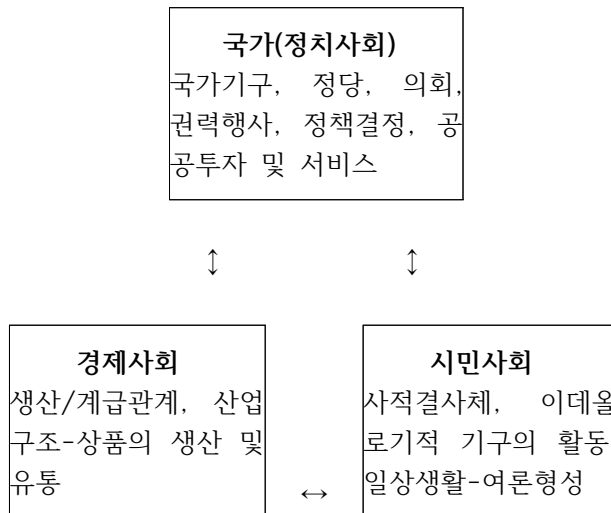 국가(정치사회)
국가기구, 정당, 의회,
권력행사, 정책결정, 공
공투자 및 서비스
↕ ↕
경제사회
생산/계급관계, 산업
구조-상품의 생산 및
유통
↔
시민사회
사적결사체, 이데올
로기적 기구의 활동
일상생활-여론형성